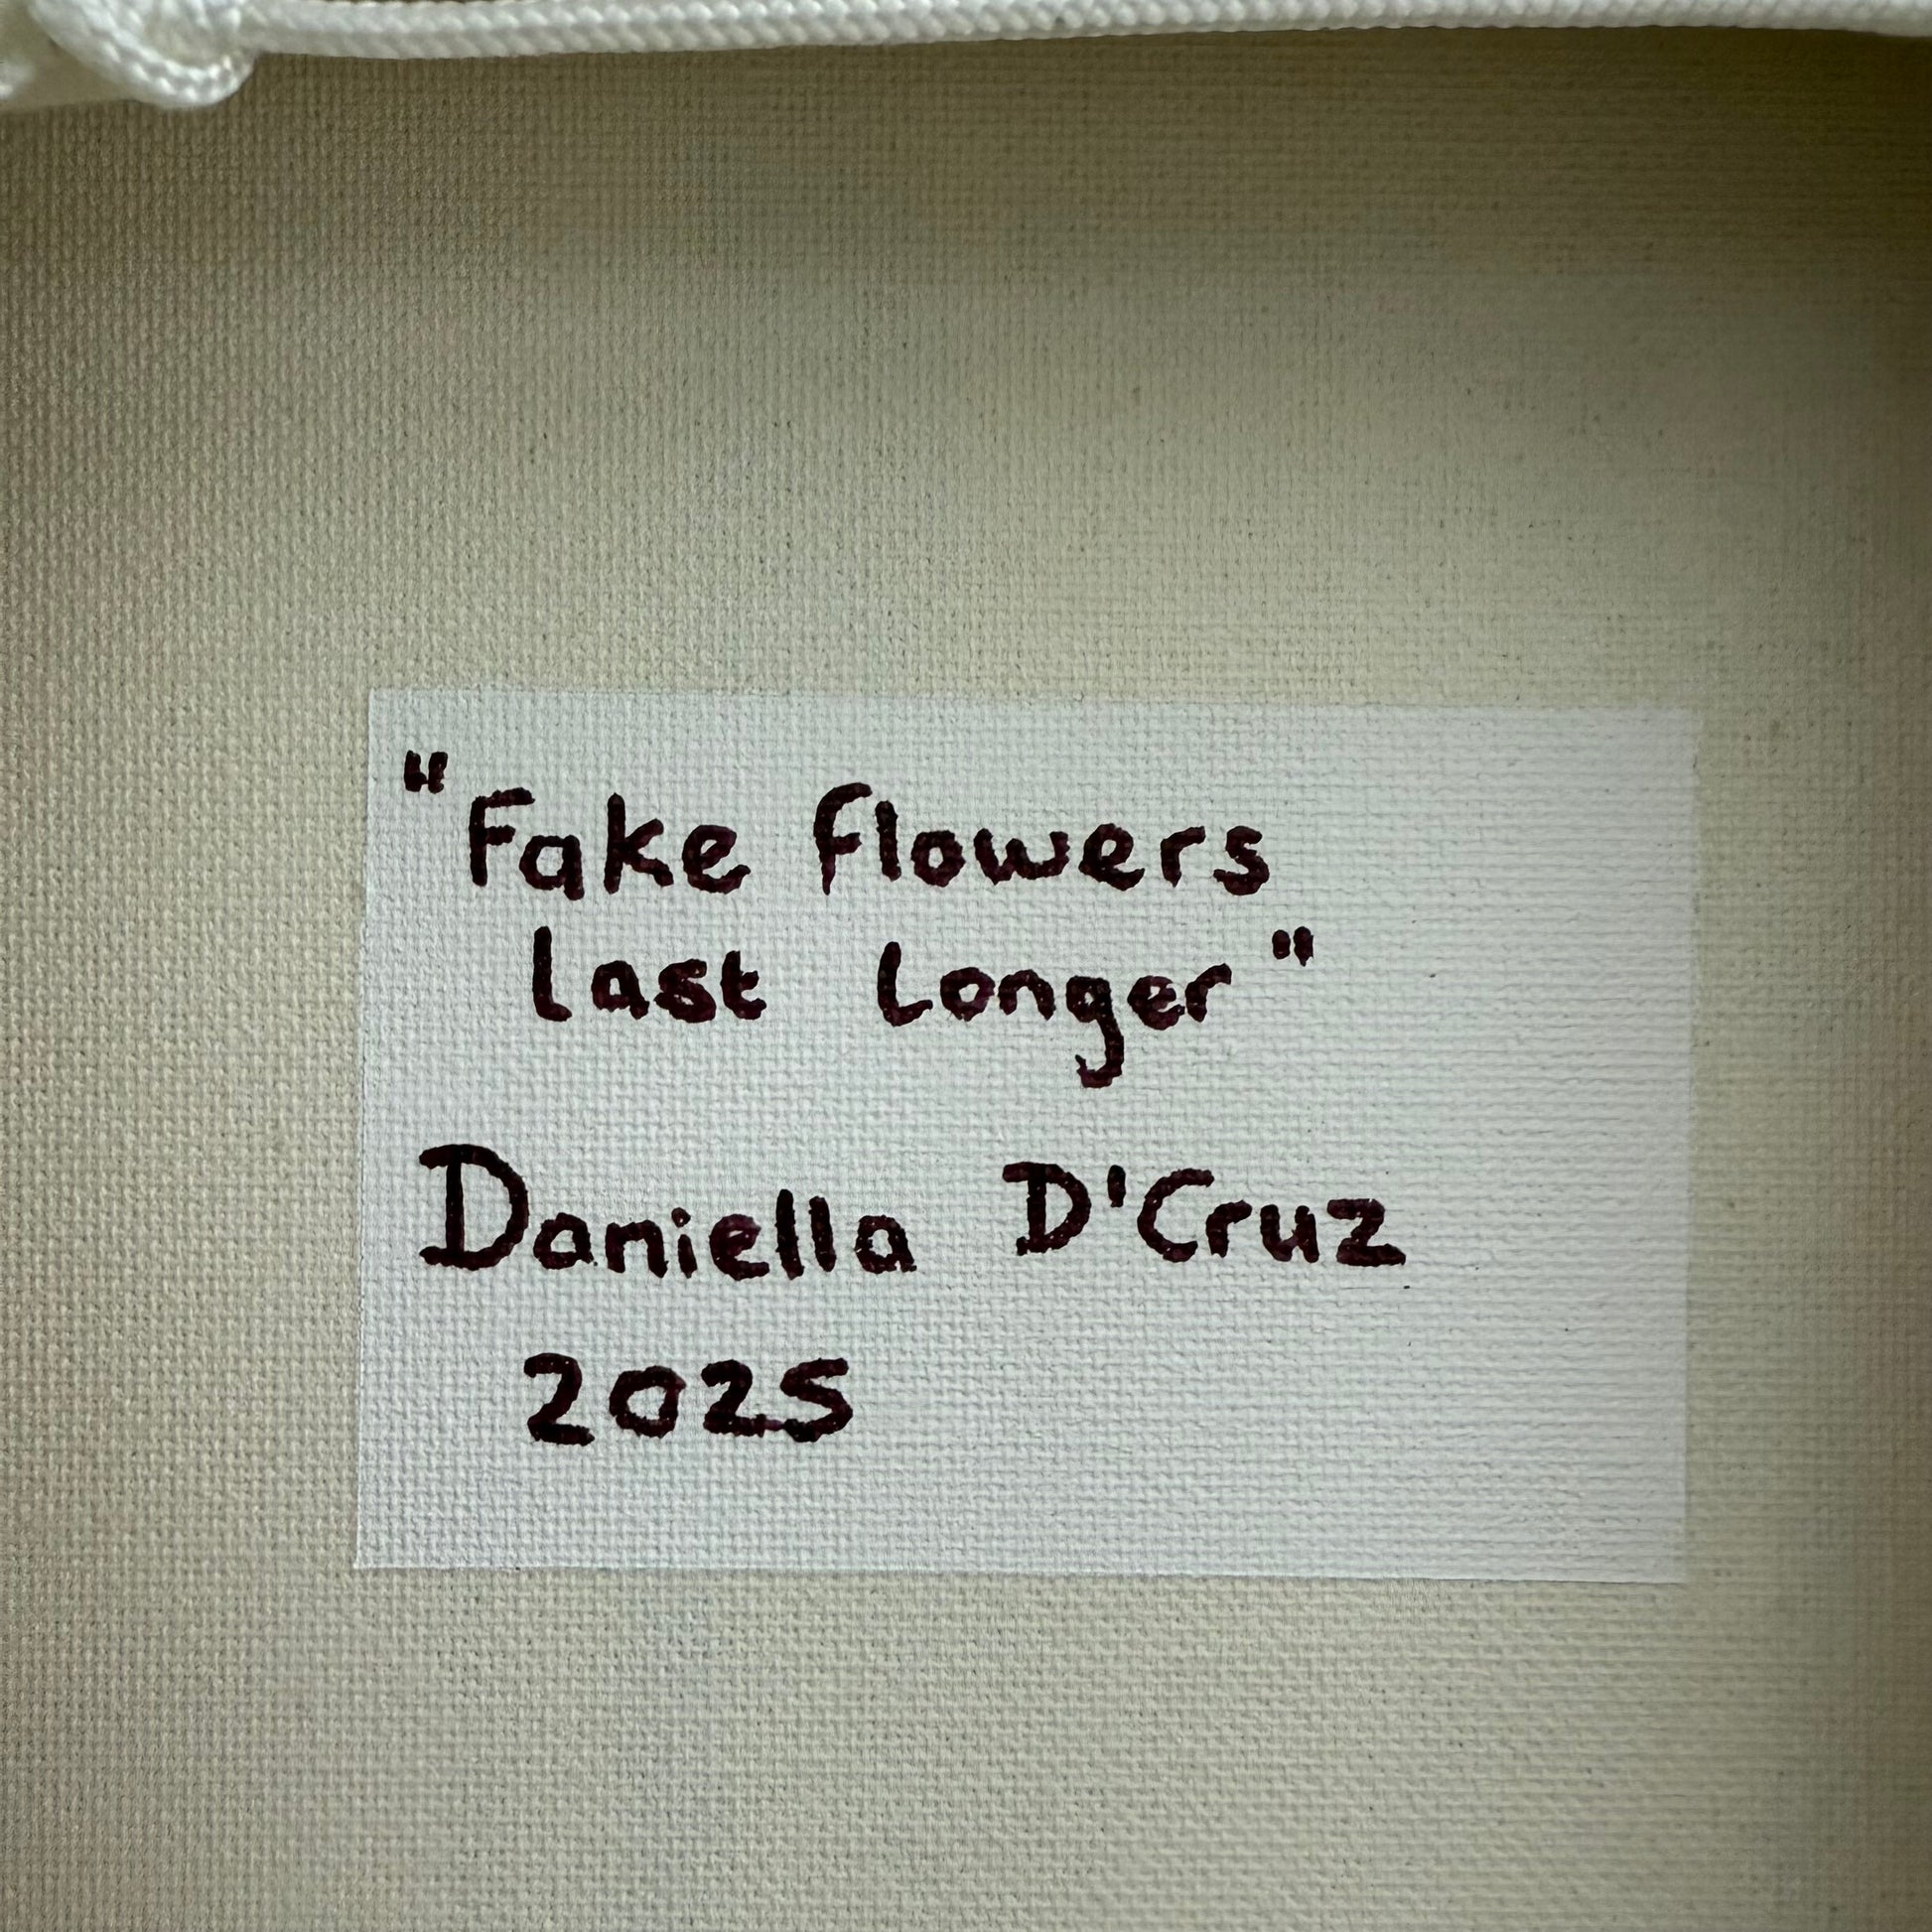 "Fake flowers
last longer"
Daniella D'Cruz
2025